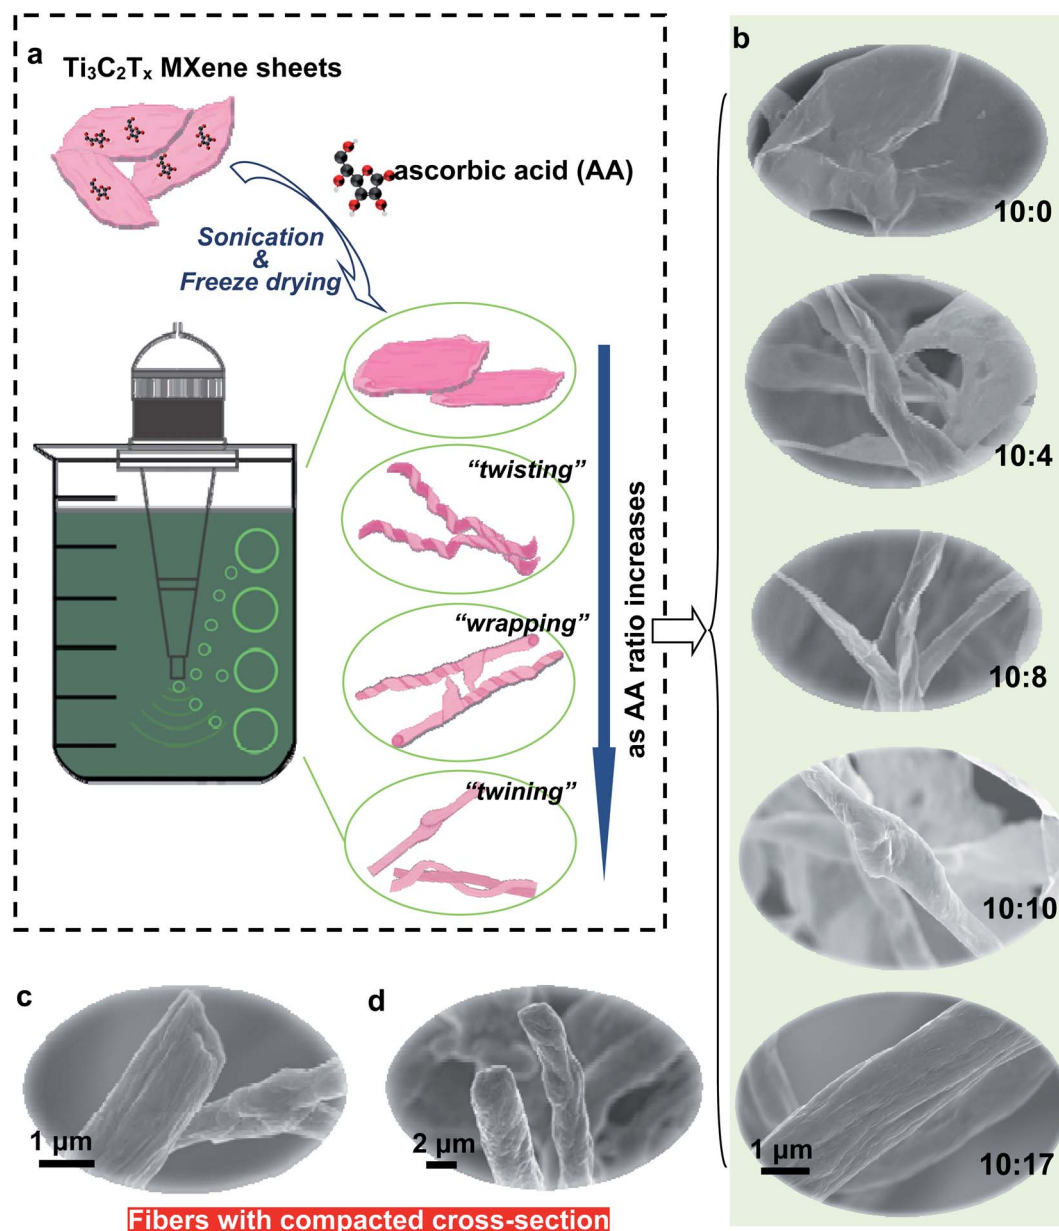 a
Ti₃C₂Tₓ MXene sheets
ascorbic acid (AA)
Sonication
&
Freeze drying
“twisting”
“wrapping”
“twining”
as AA ratio increases
b
10:0
10:4
10:8
10:10
1 µm
10:17
c
1 µm
d
2 µm
Fibers with compacted cross-section